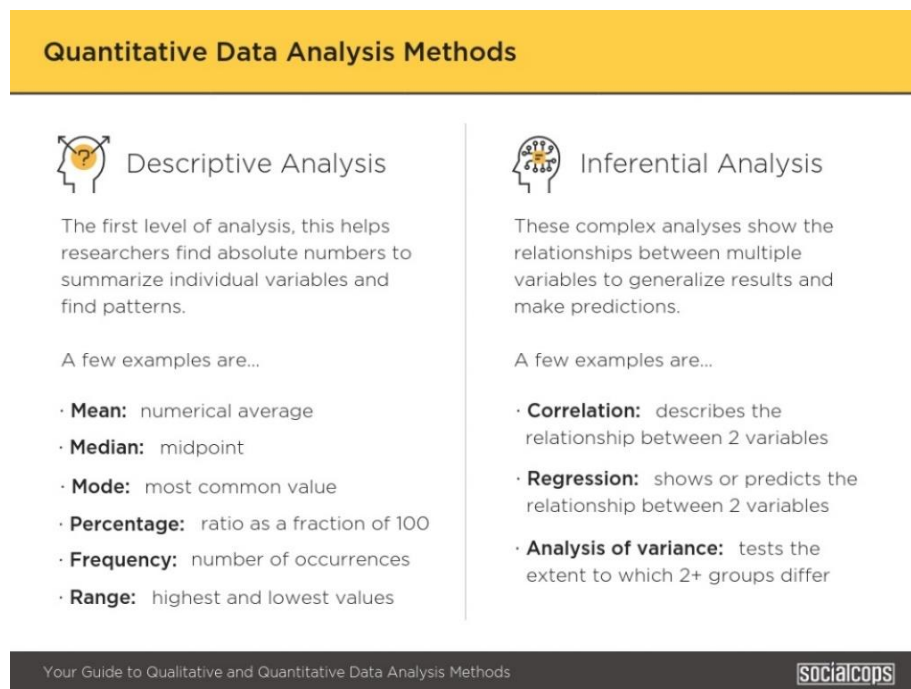 Quantitative Data Analysis Methods
Descriptive Analysis
The first level of analysis, this helps
researchers find absolute numbers to
summarize individual variables and
find patterns.
A few examples are...
· Mean: numerical average
· Median: midpoint
· Mode: most common value
· Percentage: ratio as a fraction of 100
· Frequency: number of occurrences
· Range: highest and lowest values
Inferential Analysis
These complex analyses show the
relationships between multiple
variables to generalize results and
make predictions.
A few examples are...
· Correlation: describes the
relationship between 2 variables
· Regression: shows or predicts the
relationship between 2 variables
· Analysis of variance: tests the
extent to which 2+ groups differ
Your Guide to Qualitative and Quantitative Data Analysis Methods
socialcops